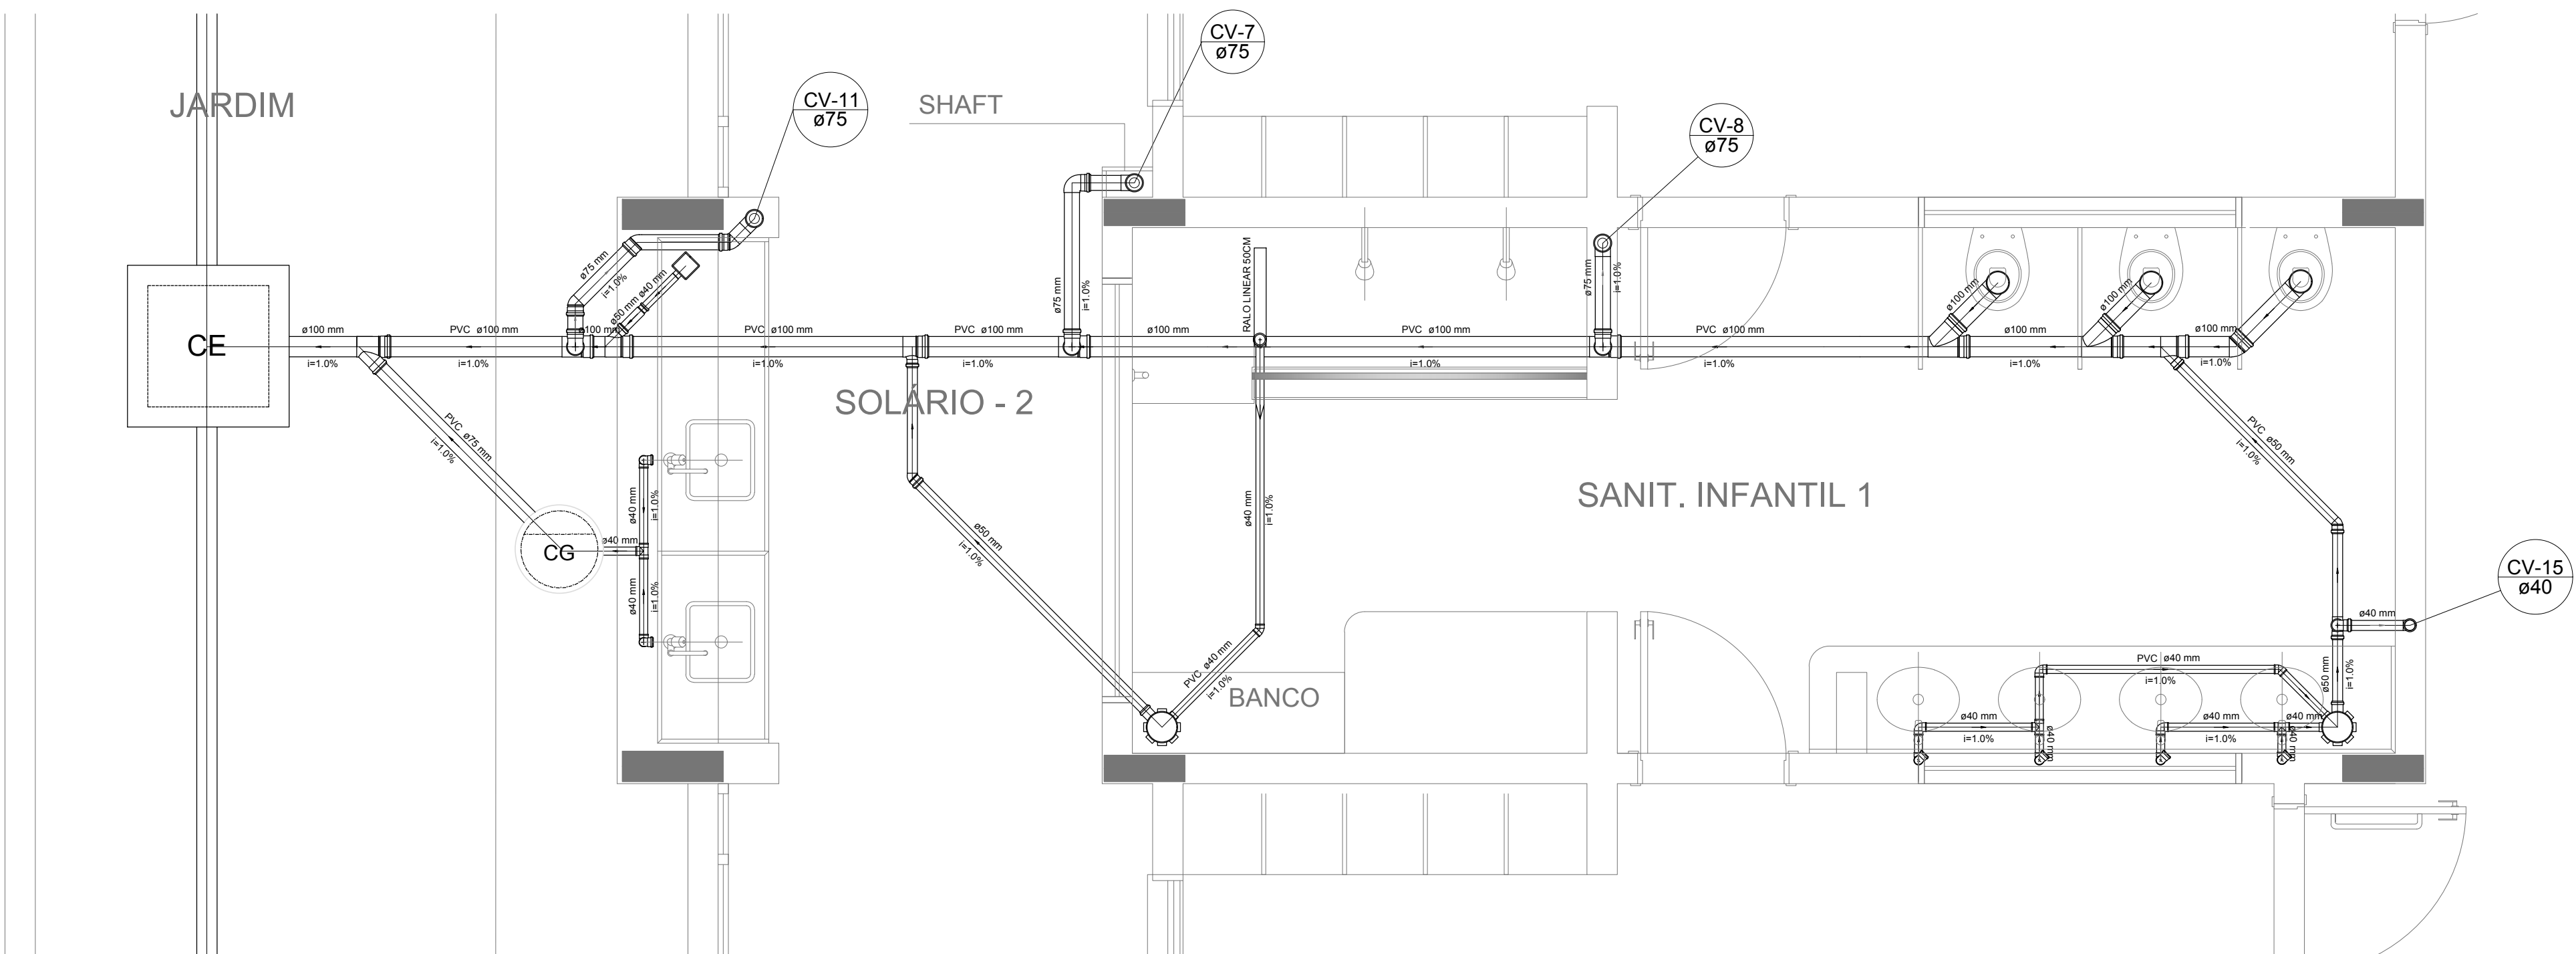 CV-7
ø75
CV-11
ø75
JARDIM
SHAFT
CV-8
ø75
RALO LINEAR 50CM
ø75 mm
i=1.0%
ø40 mm
ø50 mm
ø75 mm
i=1.0%
ø75 mm
i=1.0%
ø100 mm
ø100 mm
CE
ø100 mm
i=1.0%
PVC ø100 mm
i=1.0%
ø100 mm
PVC ø100 mm
i=1.0%
PVC ø100 mm
i=1.0%
ø100 mm
i=1.0%
PVC ø100 mm
i=1.0%
PVC ø100 mm
i=1.0%
ø100 mm
i=1.0%
ø100 mm
i=1.0%
SOLÁRIO - 2
PVC ø75 mm
i=1.0%
PVC ø50 mm
i=1.0%
SANIT. INFANTIL 1
ø40 mm
i=1.0%
ø40 mm
i=1.0%
ø50 mm
i=1.0%
CG
ø40 mm
ø40 mm
i=1.0%
CV-15
ø40
ø40 mm
PVC ø40 mm
i=1.0%
BANCO
PVC ø40 mm
i=1.0%
ø50 mm
i=1.0%
ø40 mm
i=1.0%
ø40 mm
i=1.0%
ø40 mm
ø40 mm
ø40 mm